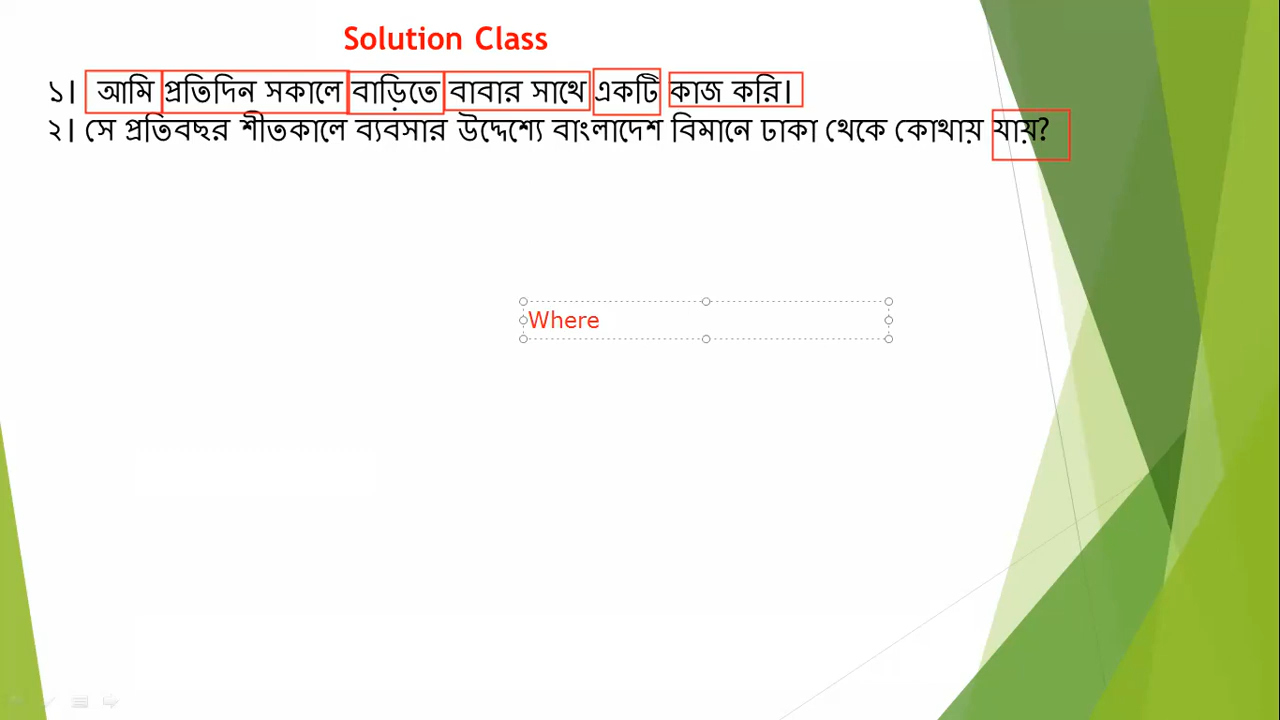 Solution Class
১। আমি প্রতিদিন সকালে বাড়িতে বাবার সাথে একটি কাজ করি।
২। সে প্রতিবছর শীতকালে ব্যবসার উদ্দেশ্যে বাংলাদেশ বিমানে ঢাকা থেকে কোথায় যায়?
Where